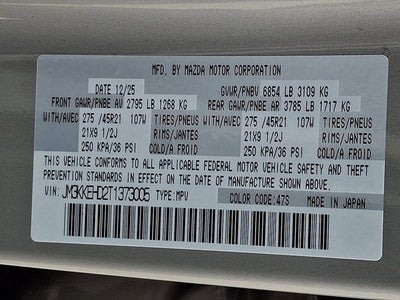 MFD. BY MAZDA MOTOR CORPORATION
DATE 12/25 GVWR/PNBV 6854 LB 3109 KG
FRONT GAWR/PNBE AV 2795 LB 1268 KG REAR GAWR/PNBE AR 3785 LB 1717 KG
WITH/AVEC 275 /45R21 107W TIRES/PNEUS WITH/AVEC 275 /45R21 107W TIRES/PNEUS
21X9 1/2J RIMS/JANTES 21X9 1/2J RIMS/JANTES
250 KPA/36 PSI COLD/A FROID 250 KPA/36 PSI COLD/A FROID
THIS VEHICLE CONFORMS TO ALL APPLICABLE FEDERAL MOTOR VEHICLE SAFETY AND THEFT
PREVENTION STANDARDS IN EFFECT ON THE DATE OF MANUFACTURE SHOWN ABOVE.
VIN: JM3KKEHD2T1373005 TYPE: MPV COLOR CODE: 47S MADE IN JAPAN